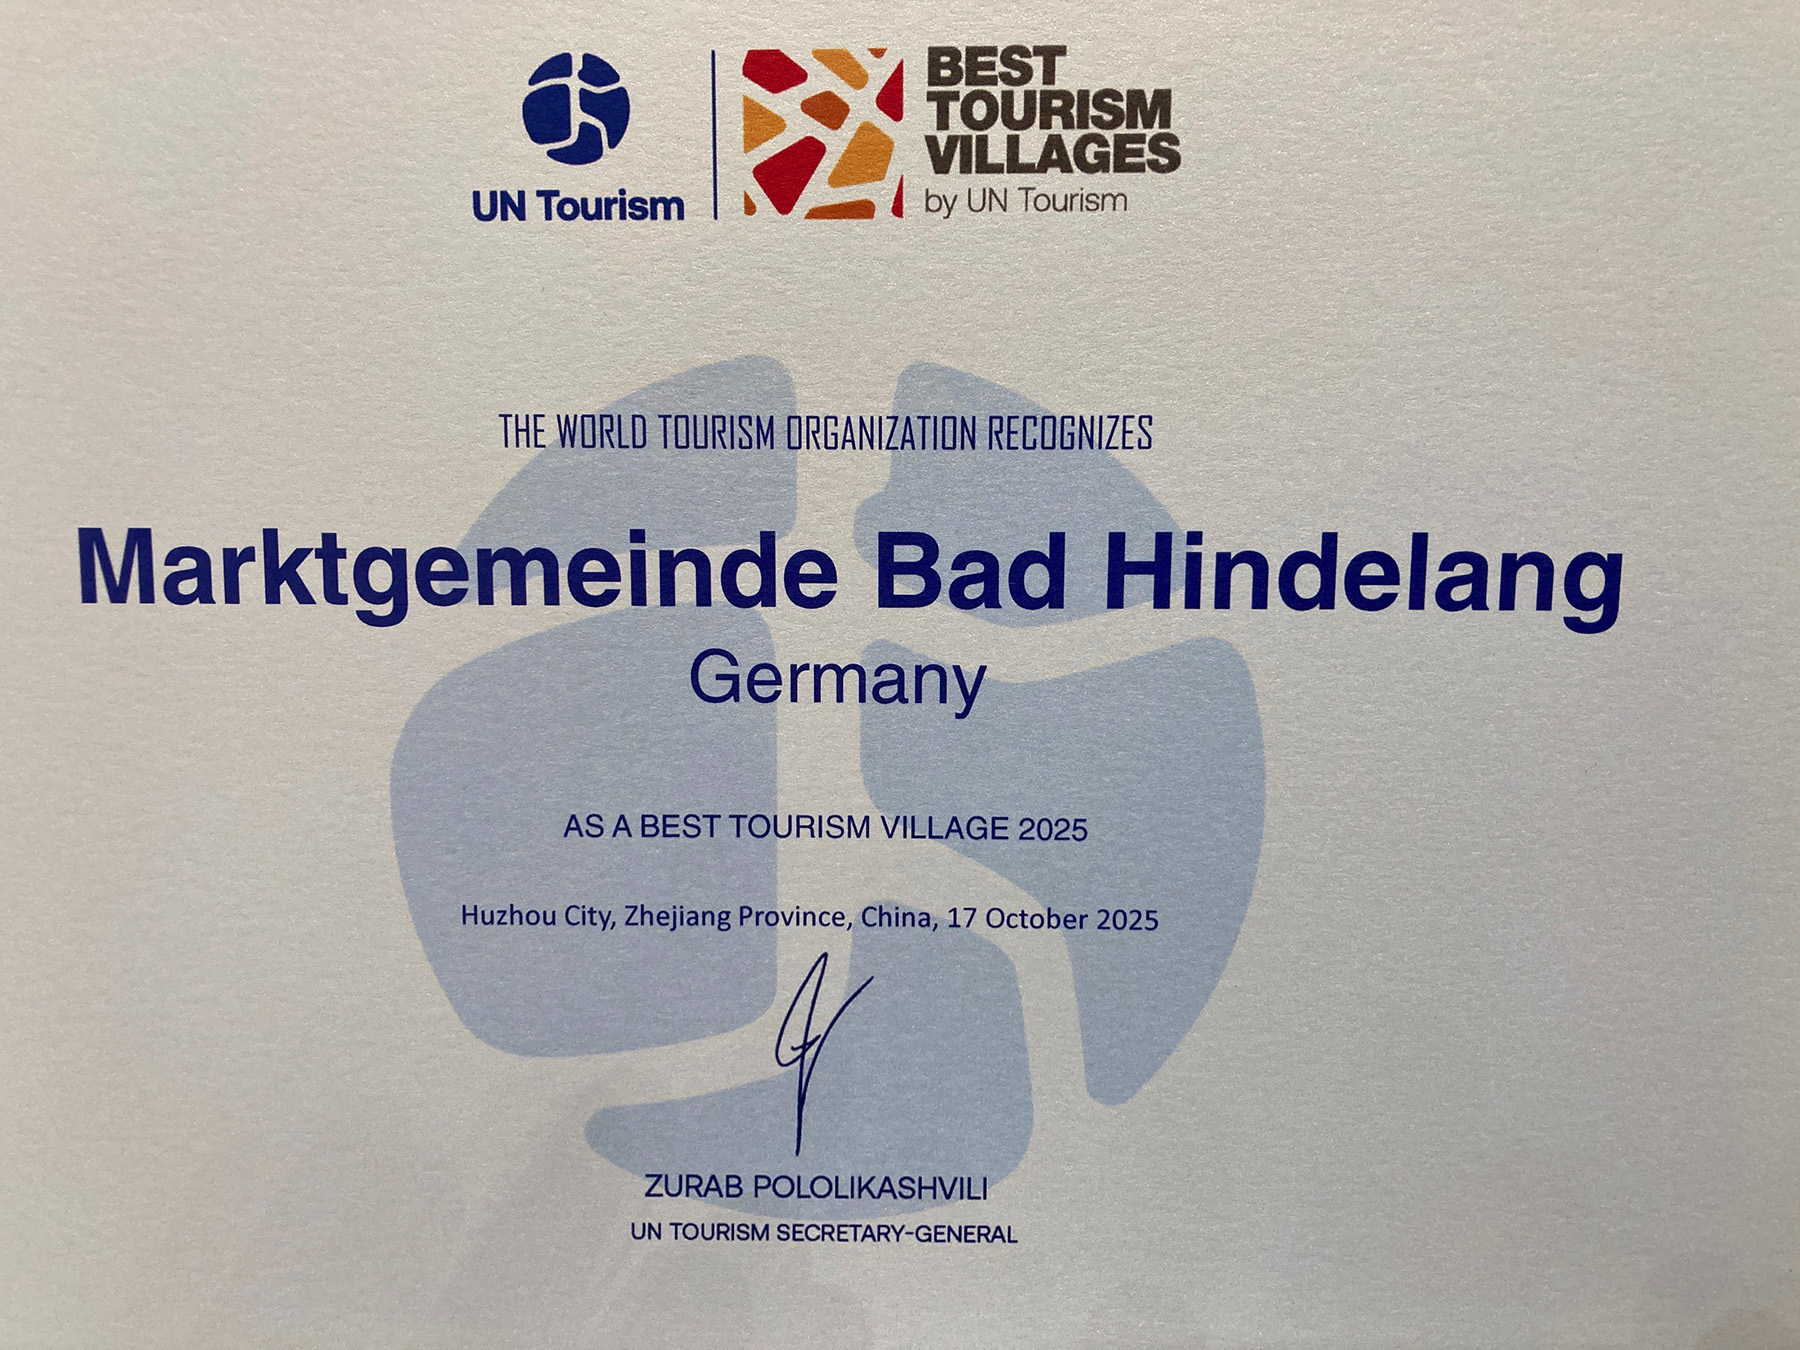 UN Tourism
BEST
TOURISM
VILLAGES
by UN Tourism
THE WORLD TOURISM ORGANIZATION RECOGNIZES
Marktgemeinde Bad Hindelang
Germany
AS A BEST TOURISM VILLAGE 2025
Huzhou City, Zhejiang Province, China, 17 October 2025
ZURAB POLOLIKASHVILI
UN TOURISM SECRETARY-GENERAL